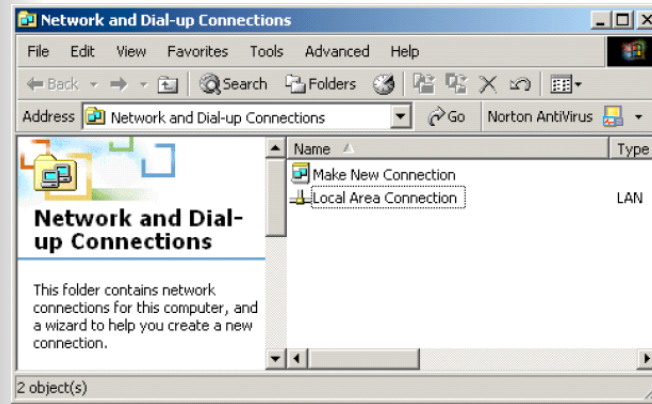 Network and Dial-up Connections
File Edit View Favorites Tools Advanced Help
Back Search Folders
Address Network and Dial-up Connections Go Norton AntiVirus
Name Type
Make New Connection
Local Area Connection LAN
Network and Dial-
up Connections
This folder contains network
connections for this computer, and
a wizard to help you create a new
connection.
2 object(s)